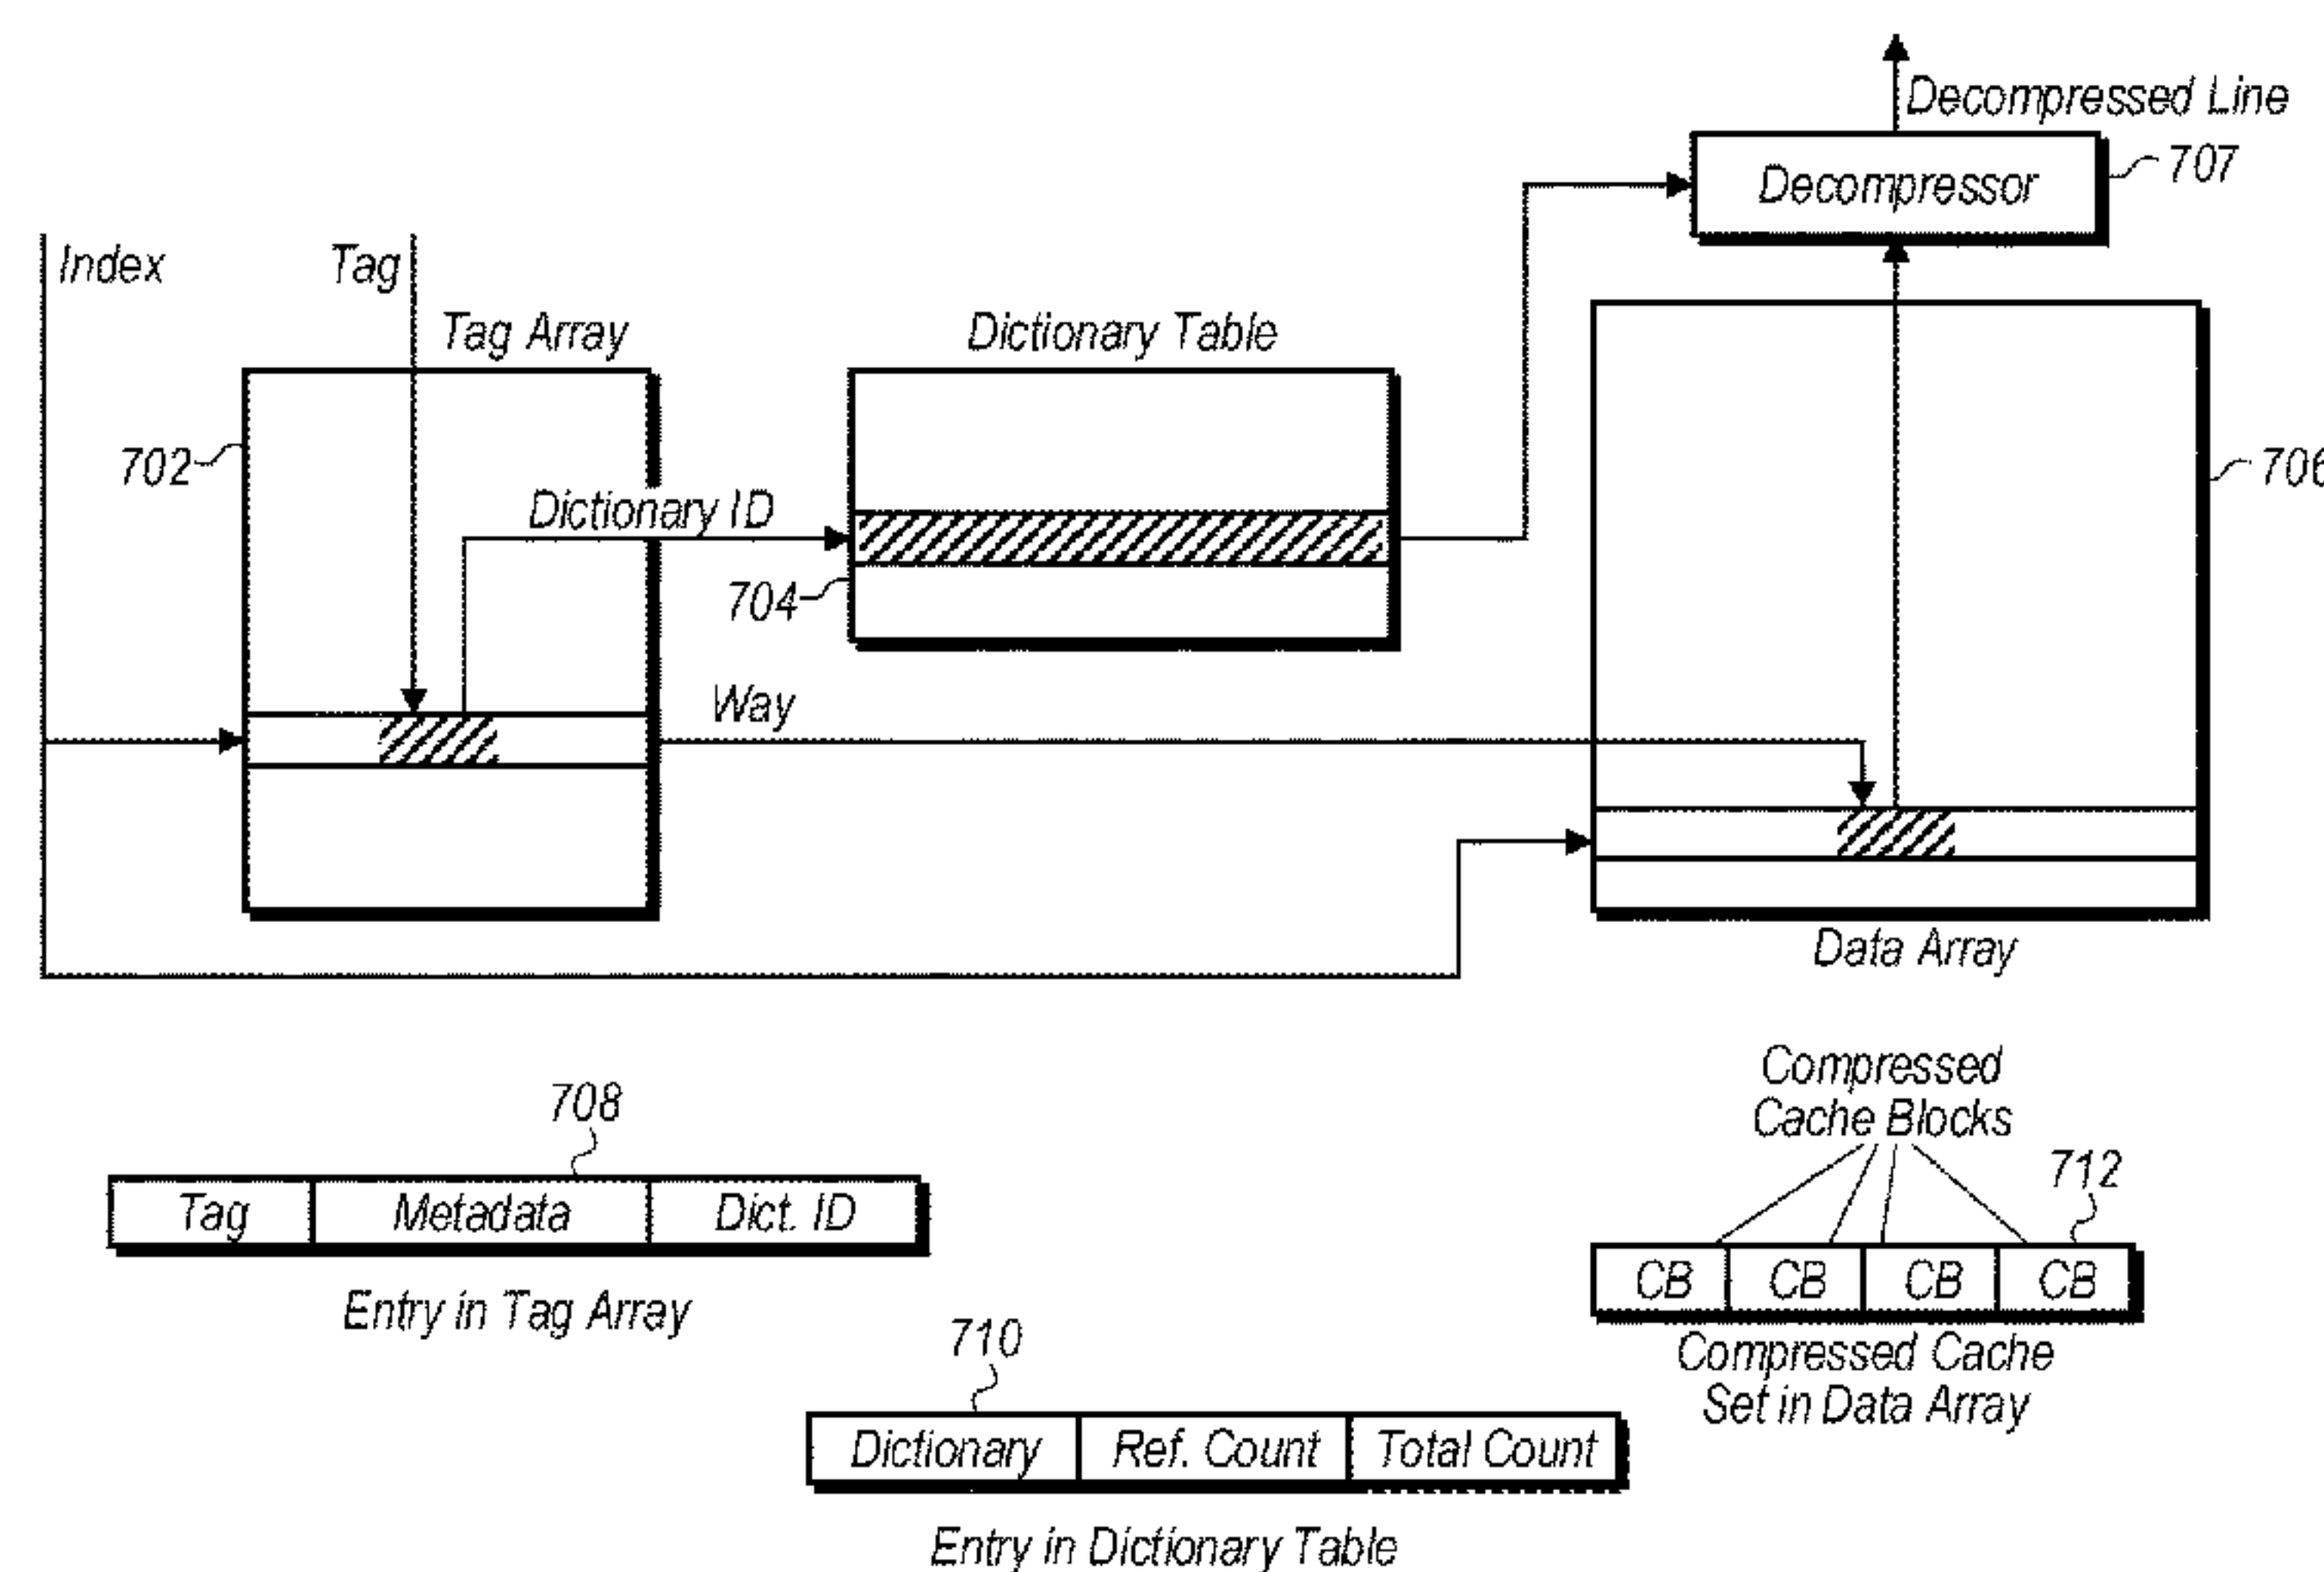 Decompressed Line
Decompressor
707
Index
Tag
Tag Array
Dictionary Table
702
706
Dictionary ID
704
Way
Data Array
Compressed
Cache Blocks
708
712
Tag Metadata Dict. ID
CB CB CB CB
Entry in Tag Array
Compressed Cache
Set in Data Array
710
Dictionary Ref. Count Total Count
Entry in Dictionary Table